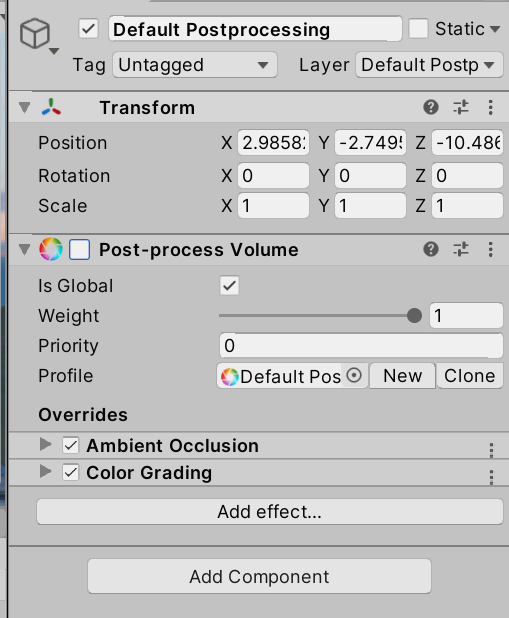 Default Postprocessing Static
Tag Untagged Layer Default Postp
Transform
Position X 2.9858 Y -2.749 Z -10.486
Rotation X 0 Y 0 Z 0
Scale X 1 Y 1 Z 1
Post-process Volume
Is Global
Weight 1
Priority 0
Profile Default Pos New Clone
Overrides
Ambient Occlusion
Color Grading
Add effect...
Add Component